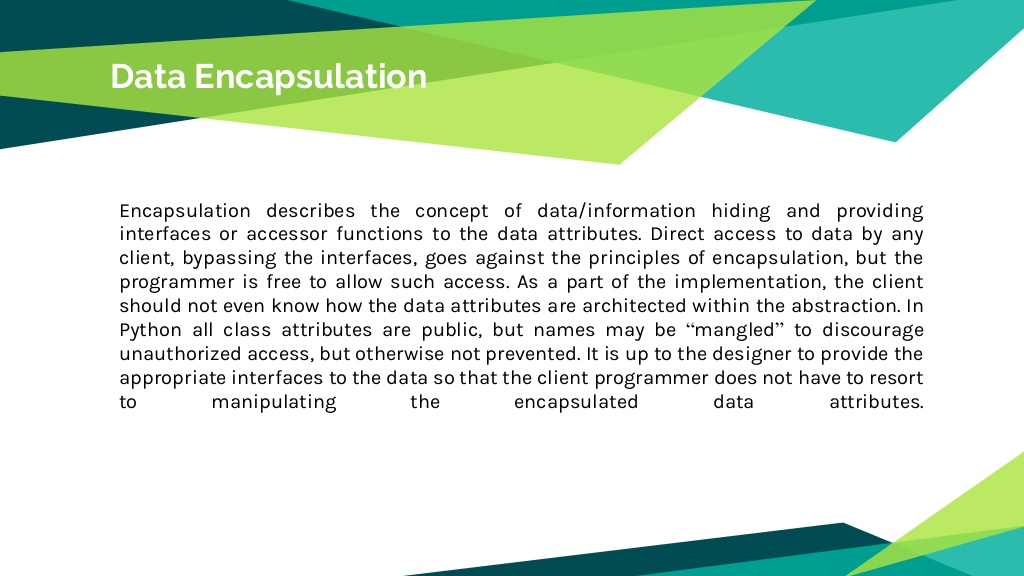 Data Encapsulation
Encapsulation describes the concept of data/information hiding and providing
interfaces or accessor functions to the data attributes. Direct access to data by any
client, bypassing the interfaces, goes against the principles of encapsulation, but the
programmer is free to allow such access. As a part of the implementation, the client
should not even know how the data attributes are architected within the abstraction. In
Python all class attributes are public, but names may be “mangled” to discourage
unauthorized access, but otherwise not prevented. It is up to the designer to provide the
appropriate interfaces to the data so that the client programmer does not have to resort
to manipulating the encapsulated data attributes.